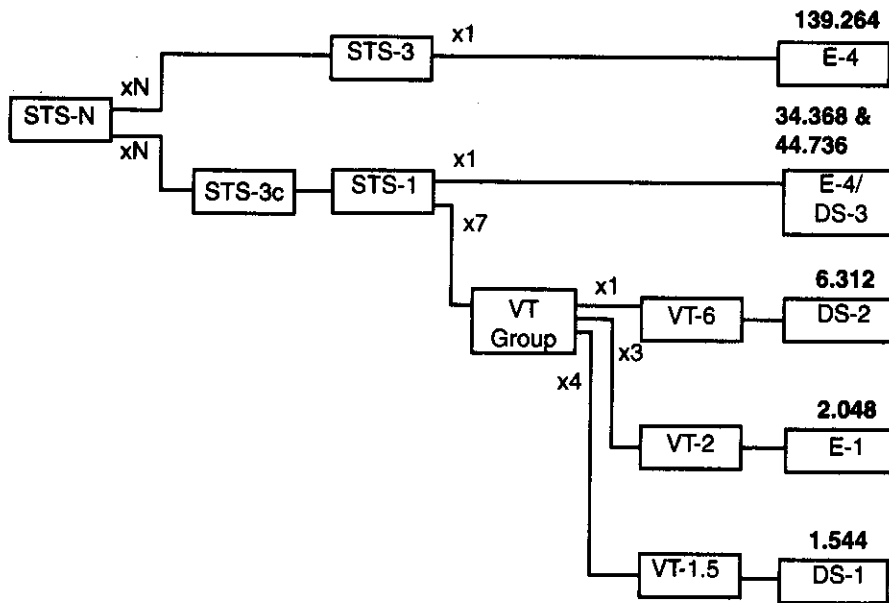 139.264
STS-3
x1
E-4
xN
STS-N
xN
34.368 &
44.736
x1
STS-3c
STS-1
E-4/
DS-3
x7
6.312
x1
VT
Group
VT-6
DS-2
x3
x4
2.048
VT-2
E-1
1.544
VT-1.5
DS-1